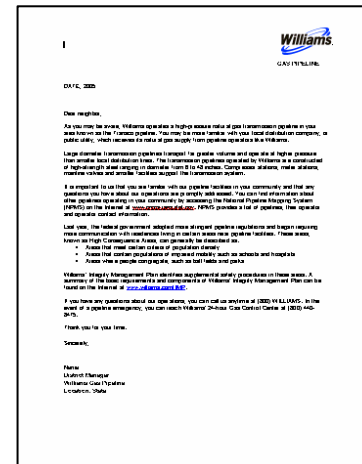 Williams.
GAS PIPELINE
DATE, 2005
Dear neighbor,
As you may be aware, Williams operates a high-pressure natural gas transmission pipeline in your
area known as the Transco pipeline. You may be more familiar with your local distribution company, or
public utility, which receives its natural gas supply from pipeline operators like Williams.
Large diameter transmission pipelines transport far greater volume and operate at higher pressure
than smaller local distribution lines. The transmission pipelines operated by Williams are constructed
of high-strength steel ranging in diameter from 6 to 42 inches. Compressor stations, meter stations,
mainline valves and smaller facilities support the transmission system.
It is important to us that you are familiar with our pipeline facilities in your community and that any
questions you have about our operations are promptly addressed. You can find information about
other pipelines operating in your community by accessing the National Pipeline Mapping System
(NPMS) on the Internet at NPMS provides a list of pipelines, their operators
and operator contact information.
Last year, the federal government adopted more stringent pipeline regulations and began requiring
more communication with residences living in certain areas near pipeline facilities. These areas,
known as High Consequence Areas, can generally be described as:
• Areas that meet certain criteria of population density
• Areas that contain populations of impaired mobility such as schools and hospitals
• Areas where people congregate, such as ball fields and parks
Williams' Integrity Management Plan identifies supplemental safety procedures in these areas. A
summary of the basic requirements and components of Williams' Integrity Management Plan can be
found on the Internet at www.williams.com/IMP.
If you have any questions about our operations, you can call us anytime at (800) WILLIAMS. In the
event of a pipeline emergency, you can reach Williams' 24-hour Gas Control Center at (800)
Thank you for your time.
Sincerely,
Name
District Manager
Williams Gas Pipeline
Location, State